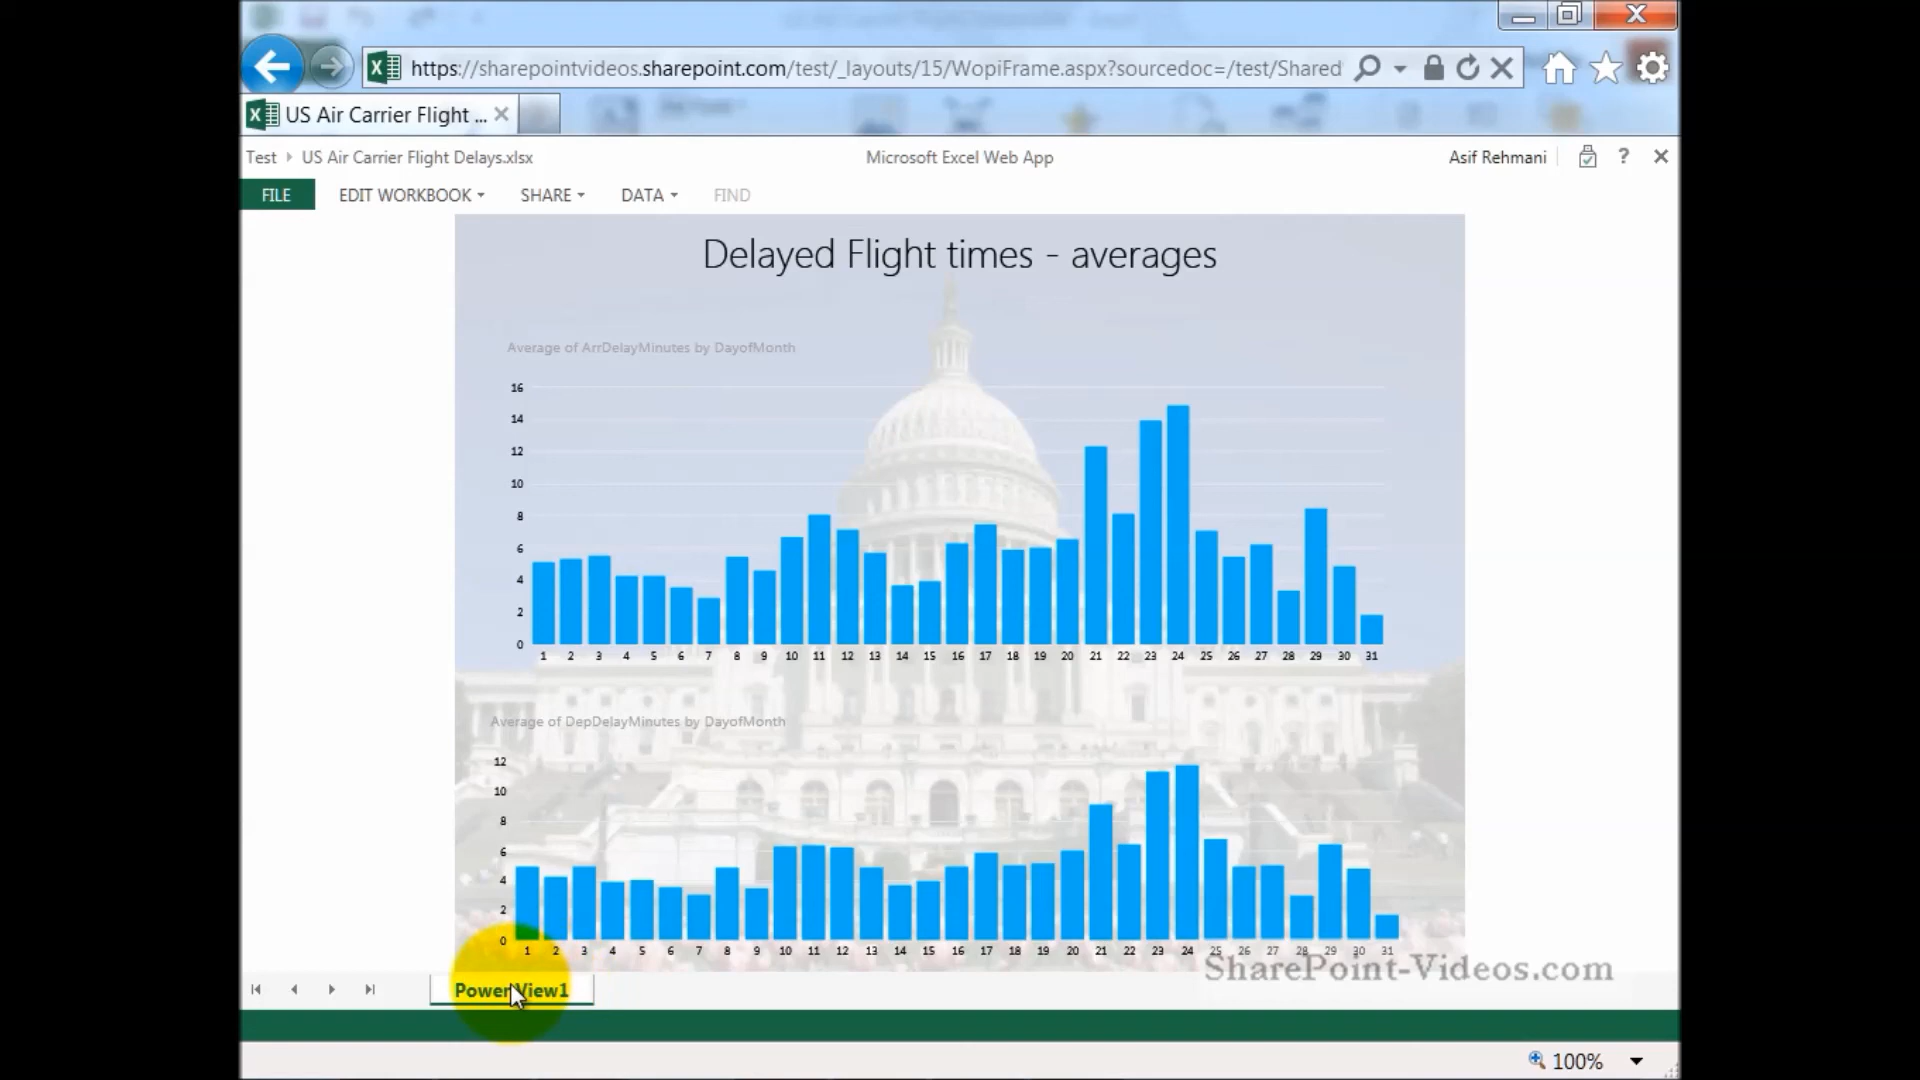 https://sharepointvideos.sharepoint.com/test/_layouts/15/WopiFrame.aspx?sourcedoc=/test/Shared
US Air Carrier Flight ...
Test US Air Carrier Flight Delays.xlsx
Microsoft Excel Web App
Asif Rehmani
?
FILE EDIT WORKBOOK SHARE DATA FIND
Delayed Flight times - averages
Average of ArrDelayMinutes by DayofMonth
16
14
12
10
8
6
4
2
0
1 2 3 4 5 6 7 8 9 10 11 12 13 14 15 16 17 18 19 20 21 22 23 24 25 26 27 28 29 30 31
Average of DepDelayMinutes by DayofMonth
12
10
8
6
4
2
0
1 2 3 4 5 6 7 8 9 10 11 12 13 14 15 16 17 18 19 20 21 22 23 24 25 26 27 28 29 30 31
SharePoint-Videos.com
Power View1
100%